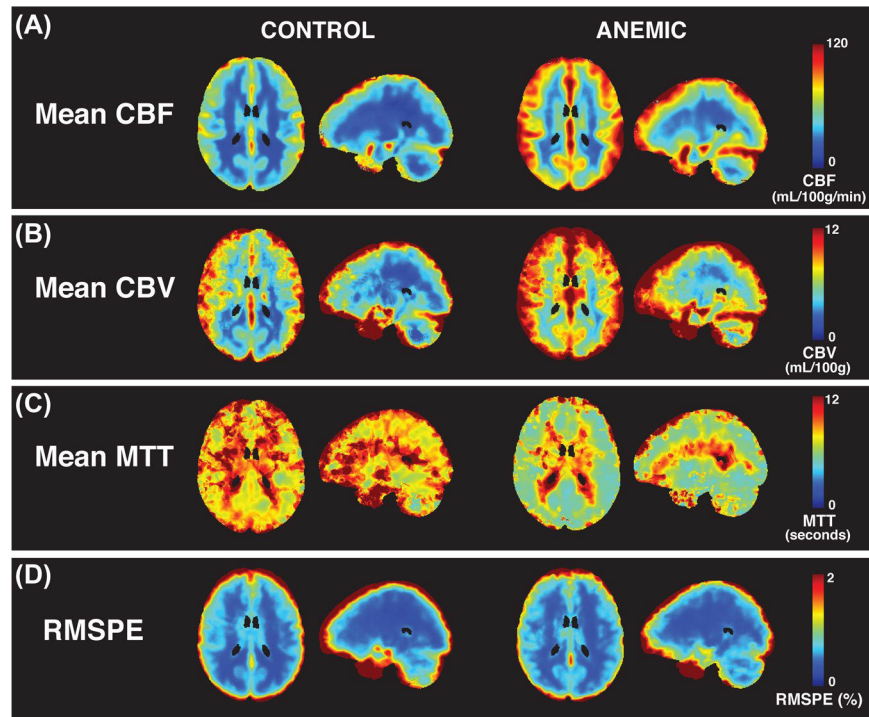 (A)
CONTROL
ANEMIC
Mean CBF
120
0
CBF
(mL/100g/min)
(B)
Mean CBV
12
0
CBV
(mL/100g)
(C)
Mean MTT
12
0
MTT
(seconds)
(D)
RMSPE
2
0
RMSPE (%)